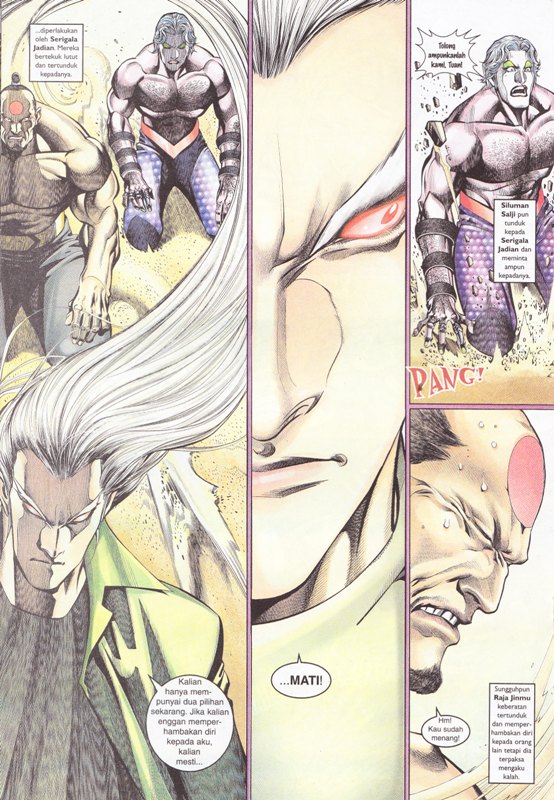 ...diperlakukan
oleh Serigala
Jadian. Mereka
bertekuk lutut
dan tertunduk
kepadanya.
Kalian
hanya mem-
punyai dua pilihan
sekarang. Jika kalian
enggan memper-
hambakan diri
kepada aku,
kalian
mesti...
...MATI!
Tolong
ampunkanlah
kami, Tuan!
Siluman
Salji pun
tunduk
kepada
Serigala
Jadian dan
meminta
ampun
kepadanya.
PANG!
Hm!
Kau sudah
menang!
Sungguhpun
Raja Jinmu
keberatan
tertunduk
dan memper-
hambakan diri
kepada orang
lain tetapi dia
terpaksa
mengaku
kalah.